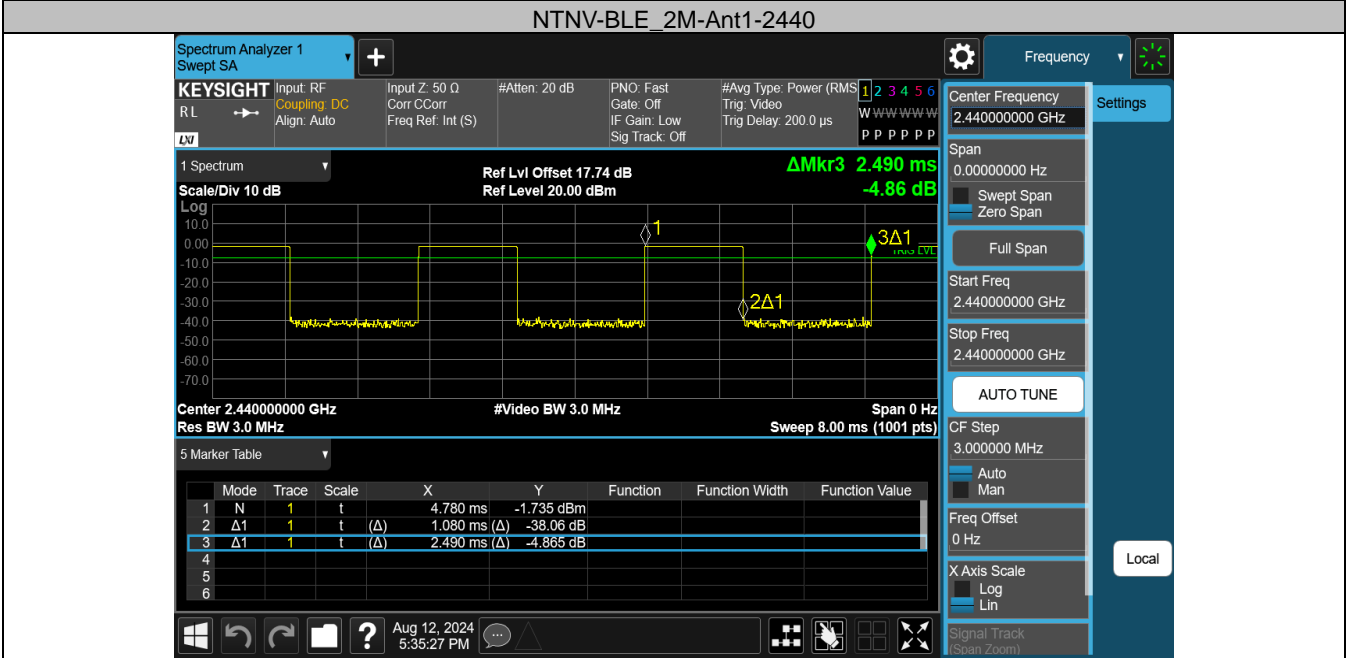 NTNV-BLE_2M-Ant1-2440
Spectrum Analyzer 1
Swept SA
+
Frequency
KEYSIGHT
R L
LXI
Input: RF
Coupling: DC
Align: Auto
Input Z: 50 Ω
Corr CCorr
Freq Ref: Int (S)
#Atten: 20 dB
PNO: Fast
Gate: Off
IF Gain: Low
Sig Track: Off
#Avg Type: Power (RMS
Trig: Video
Trig Delay: 200.0 µs
1 2 3 4 5 6
W W W W W W
P P P P P P
Center Frequency
2.440000000 GHz
Settings
1 Spectrum
Scale/Div 10 dB
Ref Lvl Offset 17.74 dB
Ref Level 20.00 dBm
ΔMkr3 2.490 ms
-4.86 dB
Span
0.00000000 Hz
Swept Span
Zero Span
Full Span
Log
10.0
0.00
-10.0
-20.0
-30.0
-40.0
-50.0
-60.0
-70.0
1
2Δ1
3Δ1
TRIG LVL
Start Freq
2.440000000 GHz
Stop Freq
2.440000000 GHz
AUTO TUNE
Center 2.440000000 GHz
#Video BW 3.0 MHz
Span 0 Hz
Res BW 3.0 MHz
Sweep 8.00 ms (1001 pts)
CF Step
3.000000 MHz
Auto
Man
5 Marker Table
Mode Trace Scale X Y Function Function Width Function Value
1 N 1 t 4.780 ms -1.735 dBm
2 Δ1 1 t (Δ) 1.080 ms (Δ) -38.06 dB
3 Δ1 1 t (Δ) 2.490 ms (Δ) -4.865 dB
4
5
6
Freq Offset
0 Hz
X Axis Scale
Log
Lin
Local
Signal Track
(Span Zoom)
?
Aug 12, 2024
5:35:27 PM